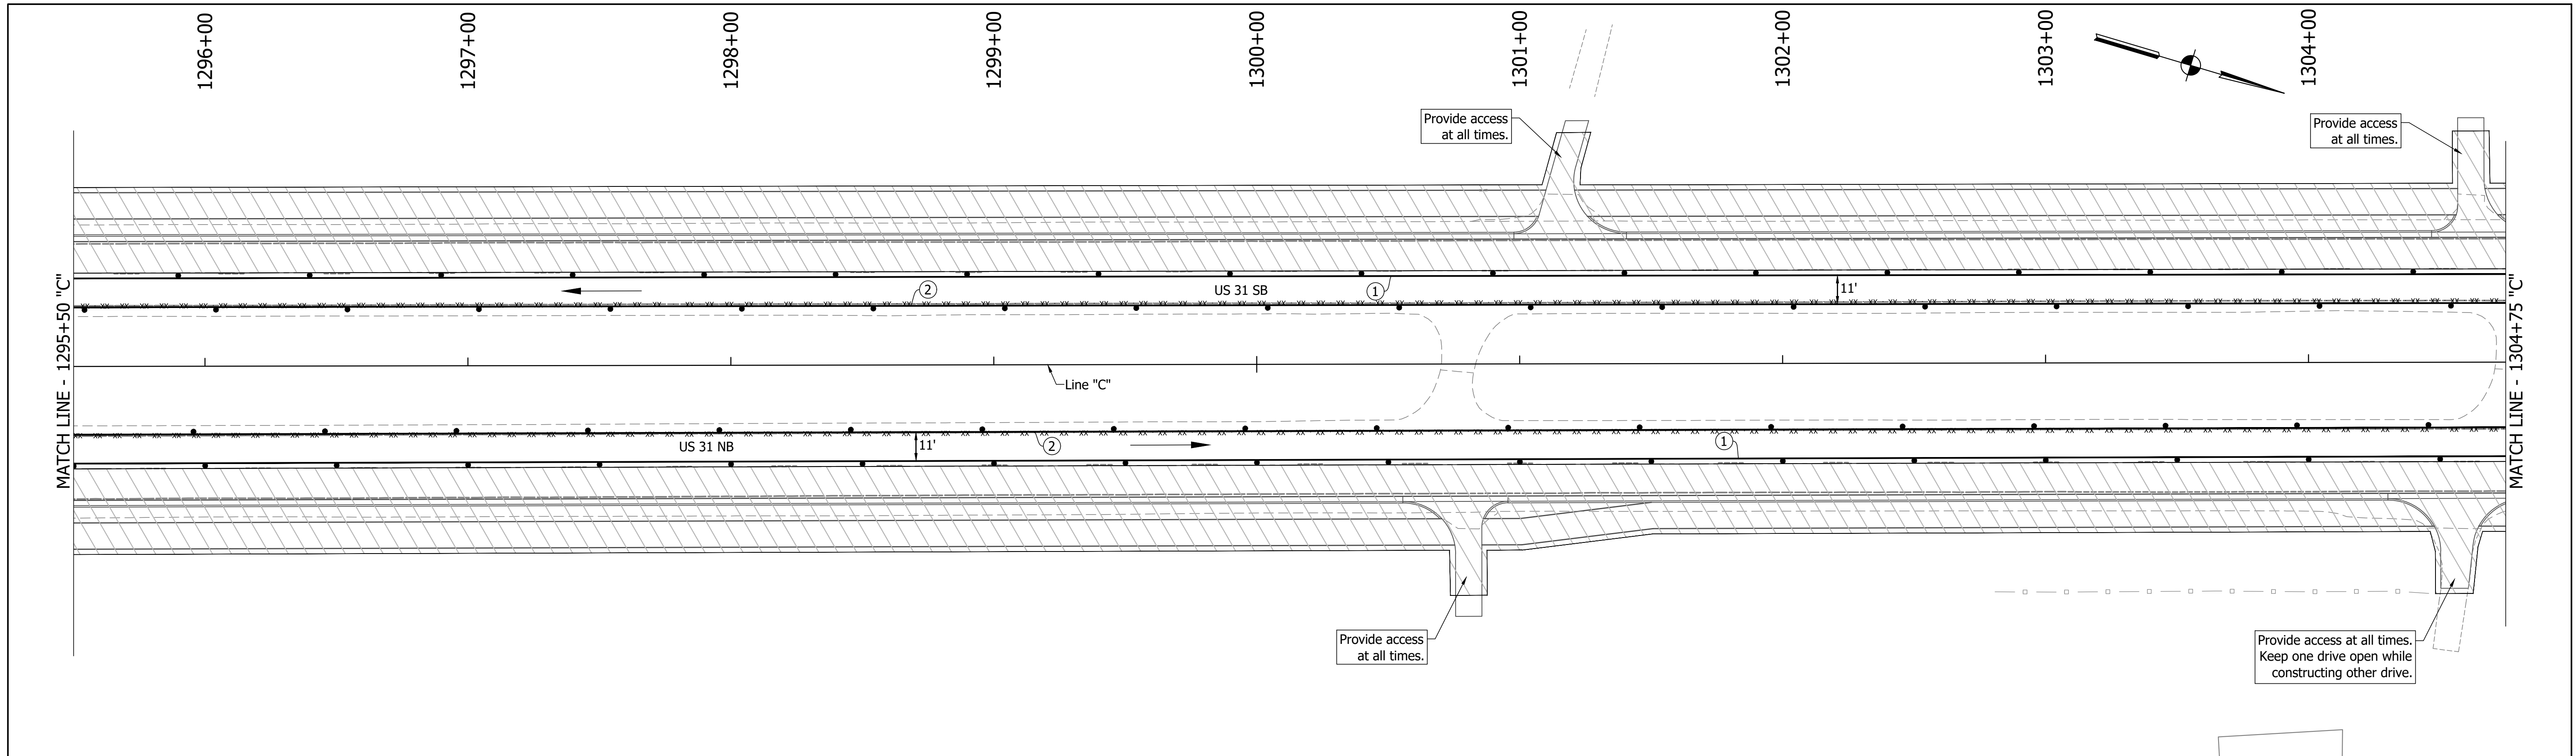 1296+00
1297+00
1298+00
1299+00
1300+00
1301+00
1302+00
1303+00
1304+00
Provide access
at all times.
Provide access
at all times.
MATCH LINE - 1295+50 "C"
2
US 31 SB
1
11'
MATCH LINE - 1304+75 "C"
Line "C"
US 31 NB
11'
2
1
Provide access
at all times.
Provide access at all times.
Keep one drive open while
constructing other drive.